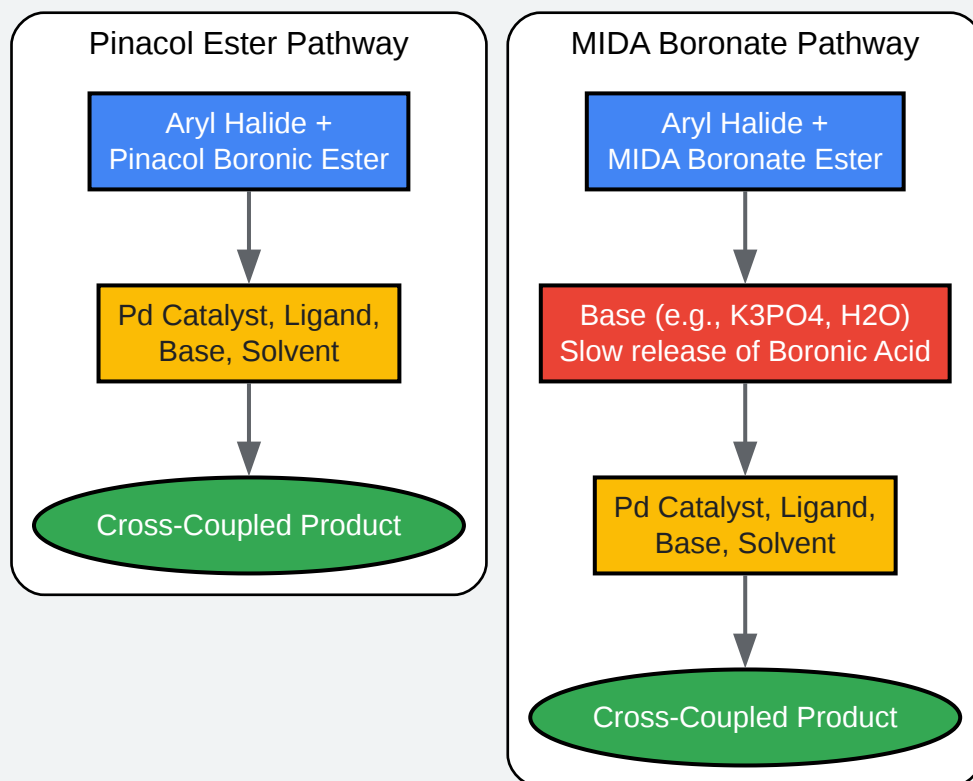 Pinacol Ester Pathway
Aryl Halide +
Pinacol Boronic Ester
Pd Catalyst, Ligand,
Base, Solvent
Cross-Coupled Product
MIDA Boronate Pathway
Aryl Halide +
MIDA Boronate Ester
Base (e.g., K3PO4, H2O)
Slow release of Boronic Acid
Pd Catalyst, Ligand,
Base, Solvent
Cross-Coupled Product